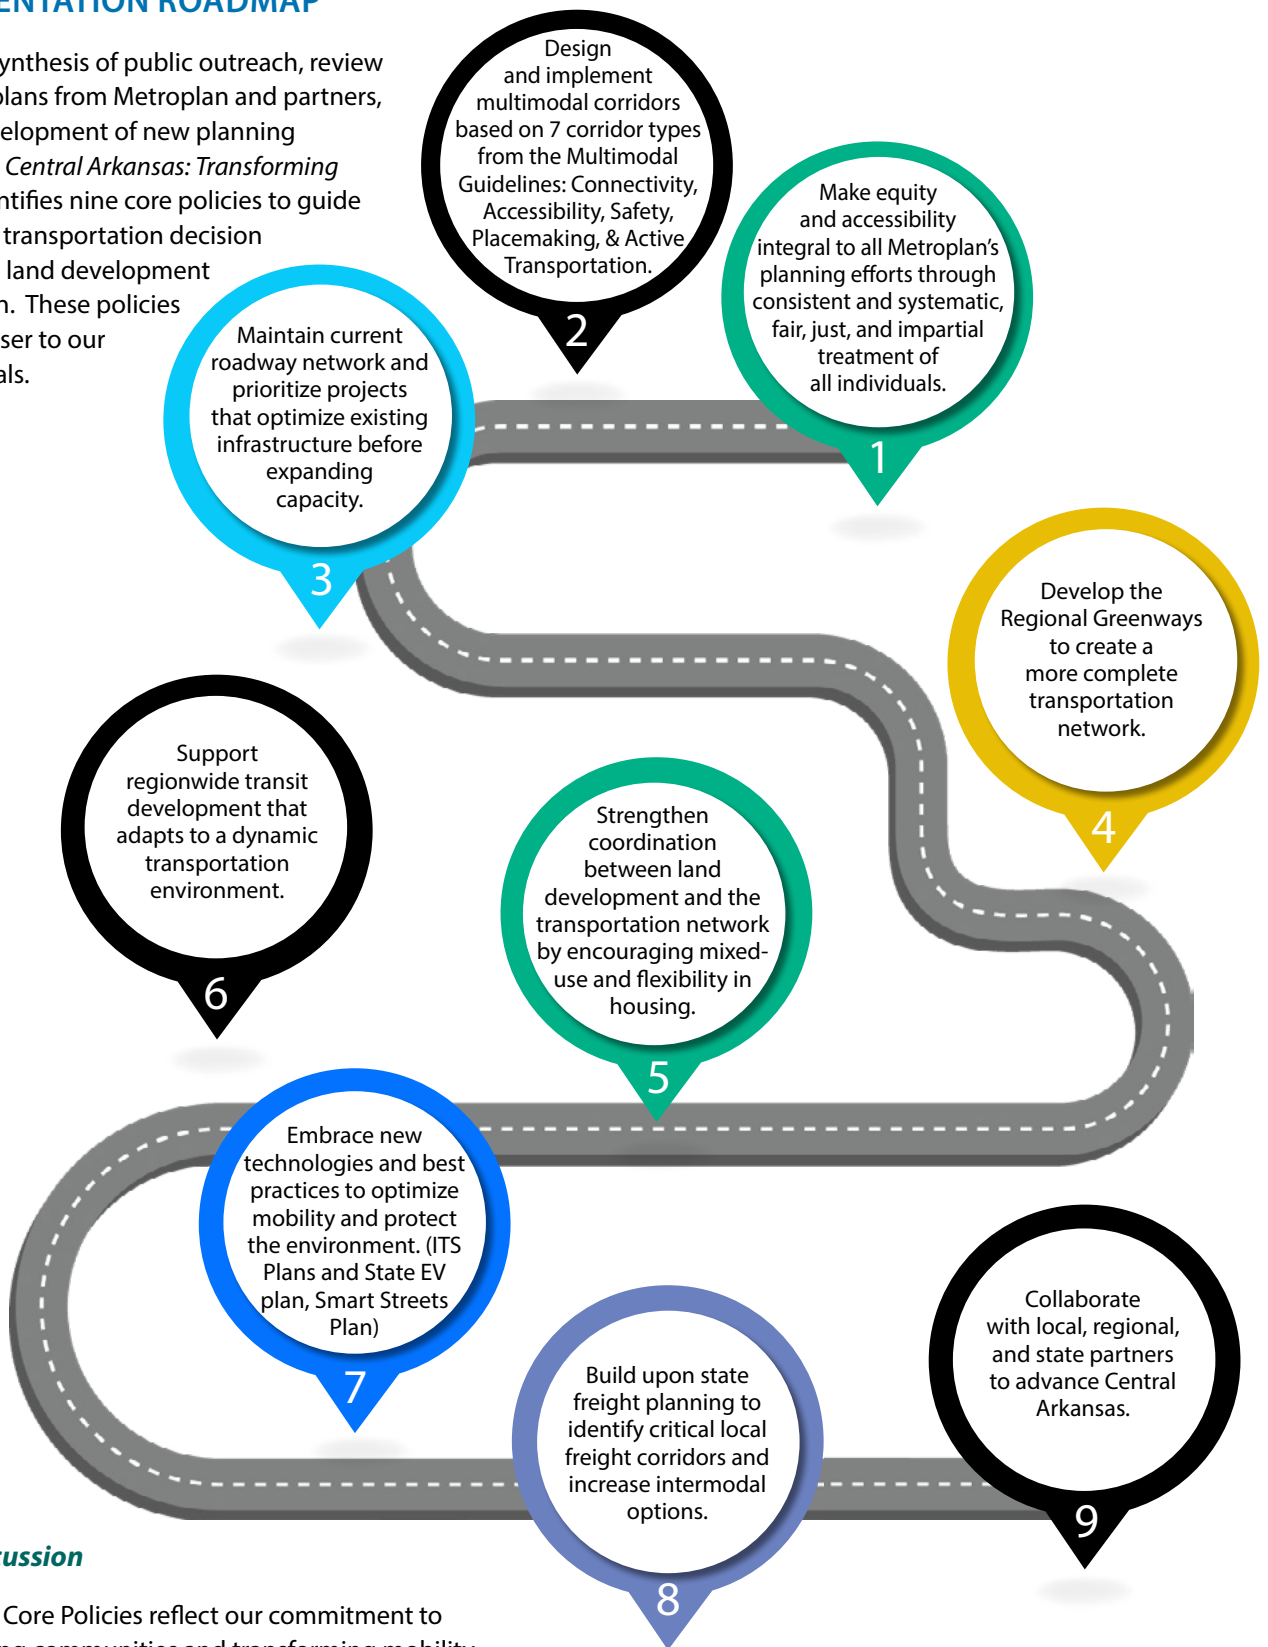 ENTATION ROADMAP
ynthesis of public outreach, review
plans from Metroplan and partners,
velopment of new planning
Central Arkansas: Transforming
ntifies nine core policies to guide
transportation decision
land development
n. These policies
ser to our
als.
Make equity
and accessibility
integral to all Metroplan’s
planning efforts through
consistent and systematic,
fair, just, and impartial
treatment of
all individuals.
1
Design
and implement
multimodal corridors
based on 7 corridor types
from the Multimodal
Guidelines: Connectivity,
Accessibility, Safety,
Placemaking, & Active
Transportation.
2
Maintain current
roadway network and
prioritize projects
that optimize existing
infrastructure before
expanding
capacity.
3
Develop the
Regional Greenways
to create a
more complete
transportation
network.
4
Strengthen
coordination
between land
development and the
transportation network
by encouraging mixed-
use and flexibility in
housing.
5
Support
regionwide transit
development that
adapts to a dynamic
transportation
environment.
6
Embrace new
technologies and best
practices to optimize
mobility and protect
the environment. (ITS
Plans and State EV
plan, Smart Streets
Plan)
7
Build upon state
freight planning to
identify critical local
freight corridors and
increase intermodal
options.
8
Collaborate
with local, regional,
and state partners
to advance Central
Arkansas.
9
cussion
Core Policies reflect our commitment to
ng communities and transforming mobility